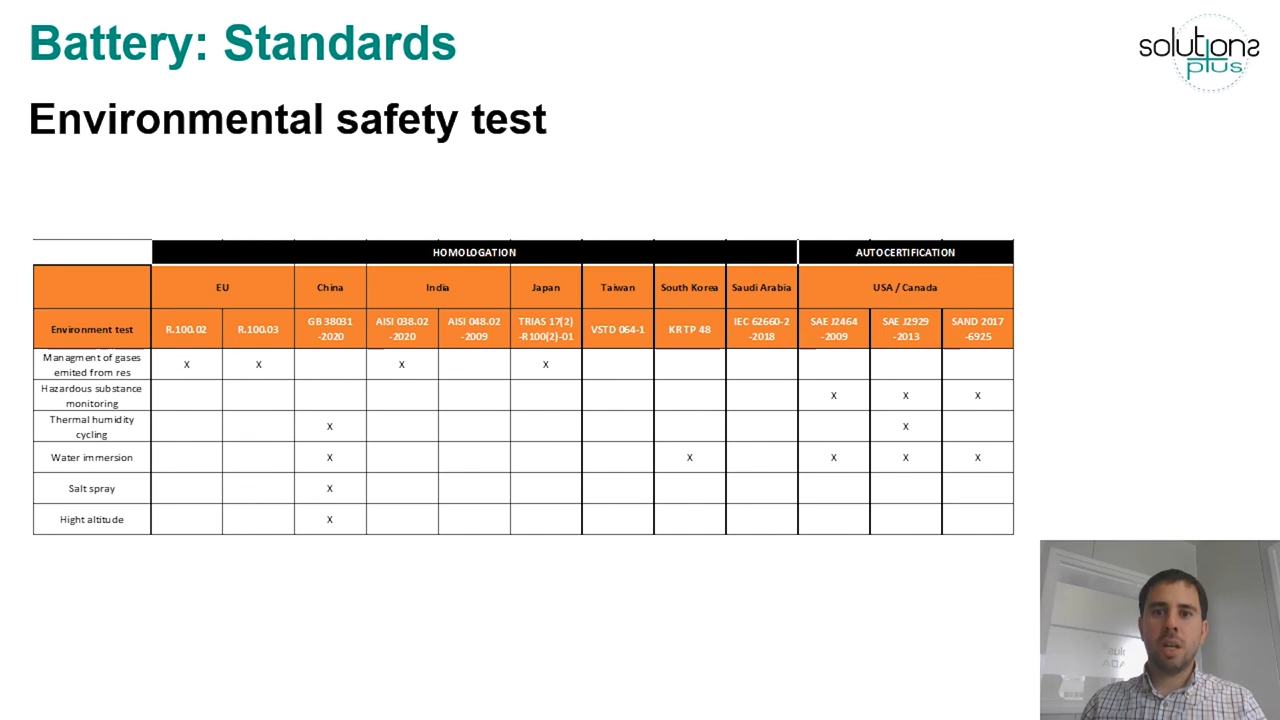 Battery: Standards
solutions
plus
Environmental safety test
HOMOLOGATION AUTOCERTIFICATION
EU China India Japan Taiwan South Korea Saudi Arabia USA / Canada
Environment test R.100.02 R.100.03 GB 38031 -2020 AISI 038.02 -2020 AISI 048.02 -2009 TRIAS 17(2) -R100(2)-01 VSTD 064-1 KR TP 48 IEC 62660-2 -2018 SAE J2464 -2009 SAE J2929 -2013 SAND 2017 -6925
Managment of gases
emited from res X X X X
Hazardous substance
monitoring X X X
Thermal humidity
cycling X X
Water immersion X X X X X
Salt spray X
Hight altitude X